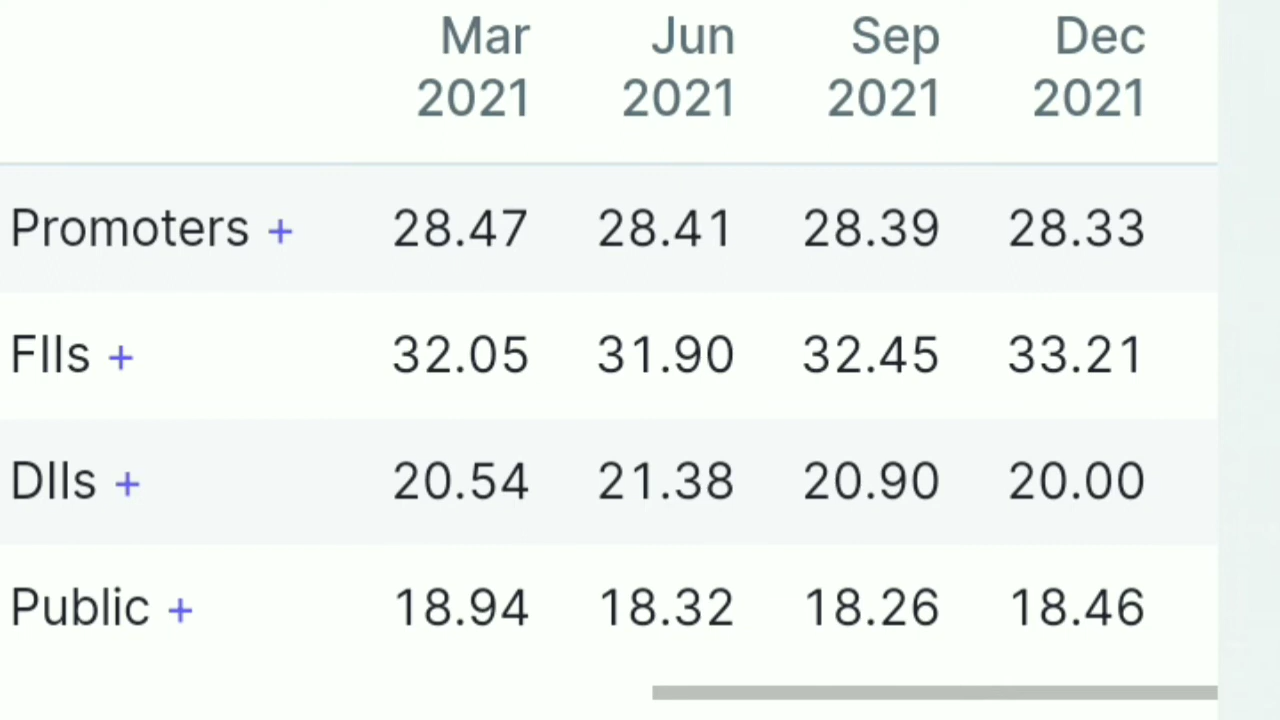 Mar Jun Sep Dec
2021 2021 2021 2021
Promoters + 28.47 28.41 28.39 28.33
FIIs + 32.05 31.90 32.45 33.21
DIIs + 20.54 21.38 20.90 20.00
Public + 18.94 18.32 18.26 18.46